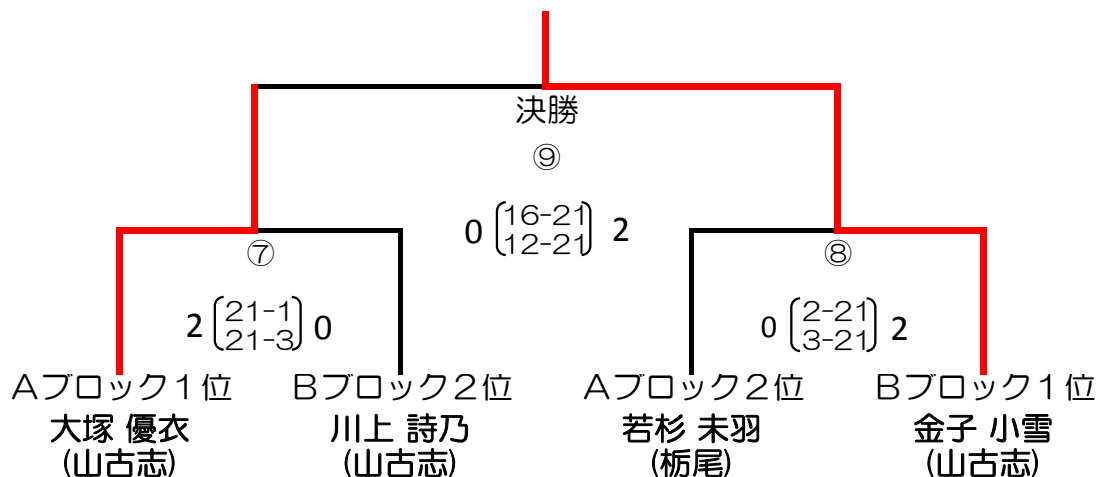 決勝
⑨
0 16-21 2
12-21
⑦
2 21-1 0
21-3
⑧
0 2-21 2
3-21
Aブロック1位
大塚 優衣
(山古志)
Bブロック2位
川上 詩乃
(山古志)
Aブロック2位
若杉 未羽
(栃尾)
Bブロック1位
金子 小雪
(山古志)